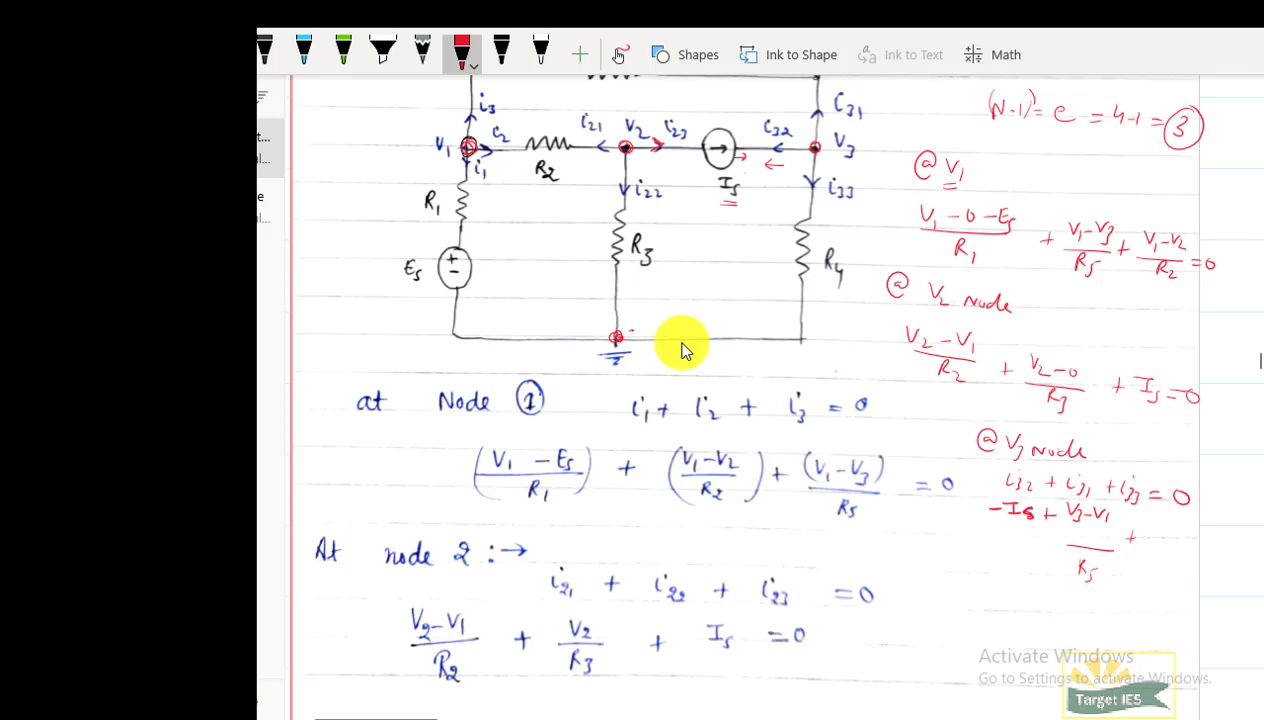 Shapes
Ink to Shape
Ink to Text
Math
i3
C31
(N-1) = e = 4-1 = 3
V1
i2
i21
V2
i23
C32
V3
i1
R2
Is
@ V1
i22
i33
R1
V1 - 0 - Es / R1 + V1 - V3 / R5 + V1 - V2 / R2 = 0
R3
R4
Es
+
-
@ V2 Node
V2 - V1 / R2 + V2 - 0 / R3 + Is = 0
at Node 1 i1 + i2 + i3 = 0
@ V3 node
(V1 - Es / R1) + (V1 - V2 / R2) + (V1 - V3) / R5 = 0
i32 + i31 + i33 = 0
- Is + V3 - V1 / R5 +
At node 2 : →
i21 + i22 + i23 = 0
V2 - V1 / R2 + V2 / R3 + Is = 0
Activate Windows
Go to Settings to activate Windows.
Target IES